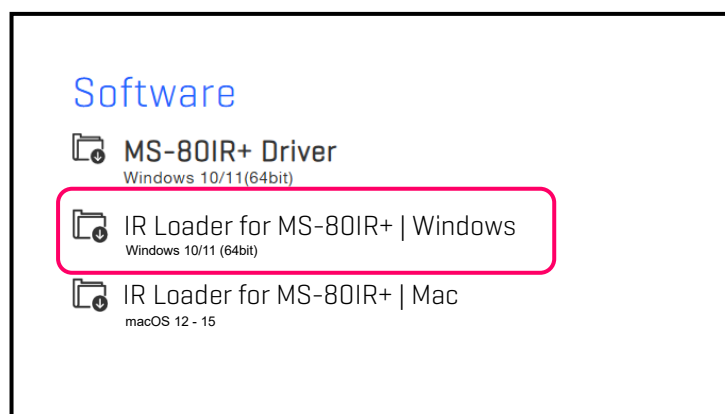 Software
MS-80IR+ Driver
Windows 10/11(64bit)
IR Loader for MS-80IR+ | Windows
Windows 10/11 (64bit)
IR Loader for MS-80IR+ | Mac
macOS 12 - 15